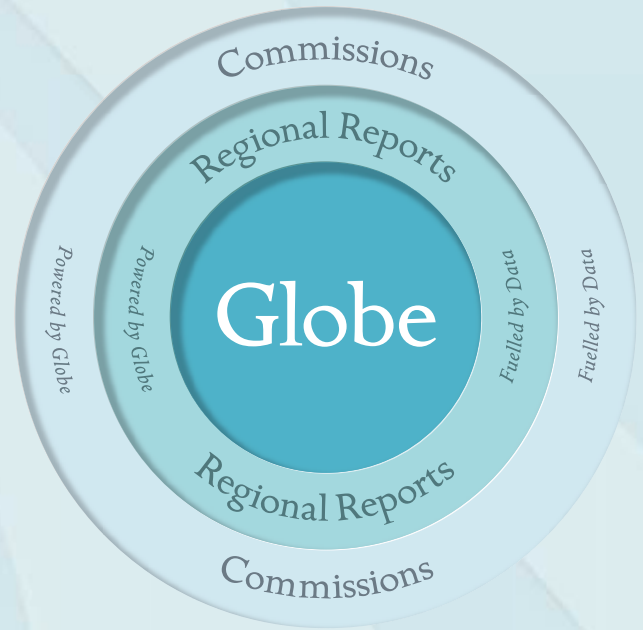 Commissions
Regional Reports
Powered by Globe
Powered by Globe
Globe
Fuelled by Data
Fuelled by Data
Regional Reports
Commissions